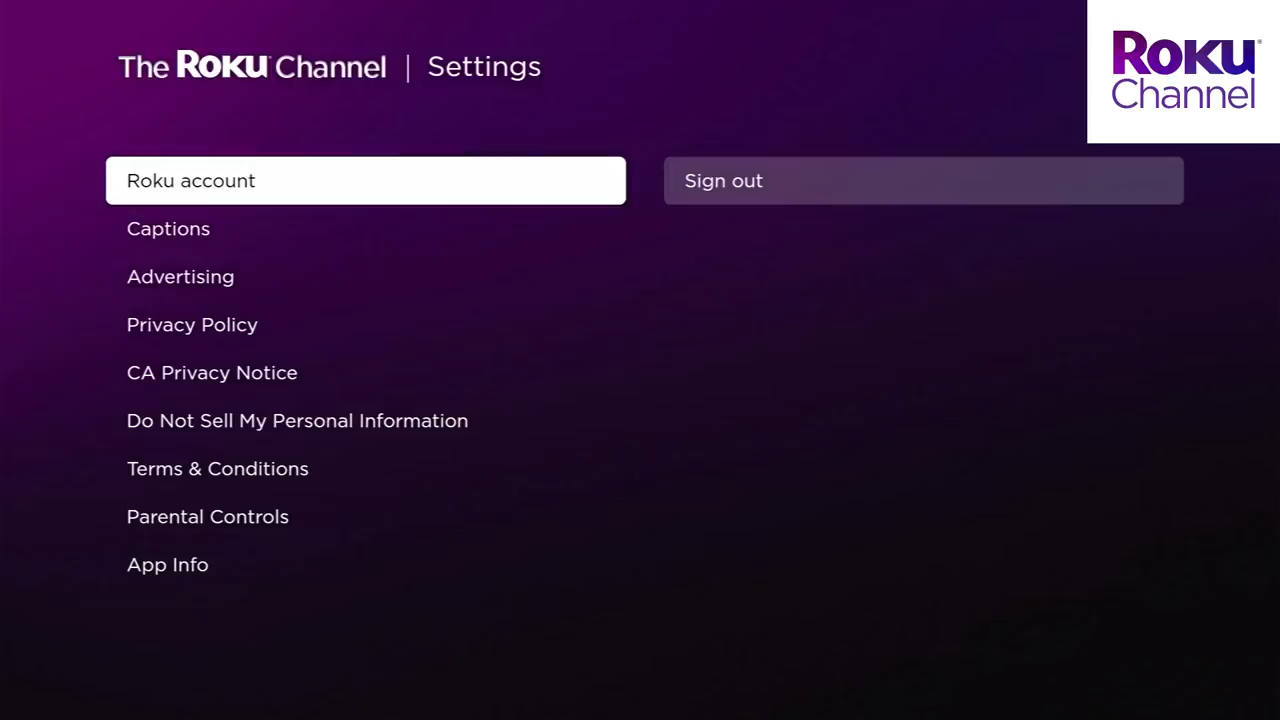 The Roku Channel | Settings
Roku
Channel
Roku account
Sign out
Captions
Advertising
Privacy Policy
CA Privacy Notice
Do Not Sell My Personal Information
Terms & Conditions
Parental Controls
App Info